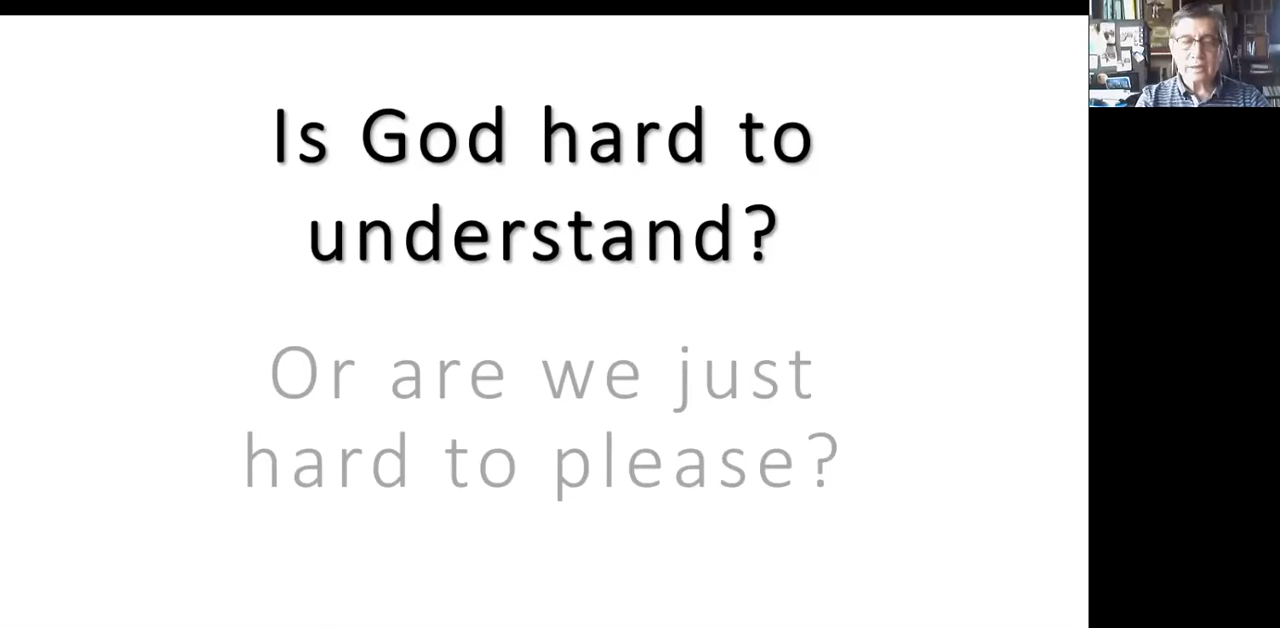 Is God hard to
understand?
Or are we just
hard to please?